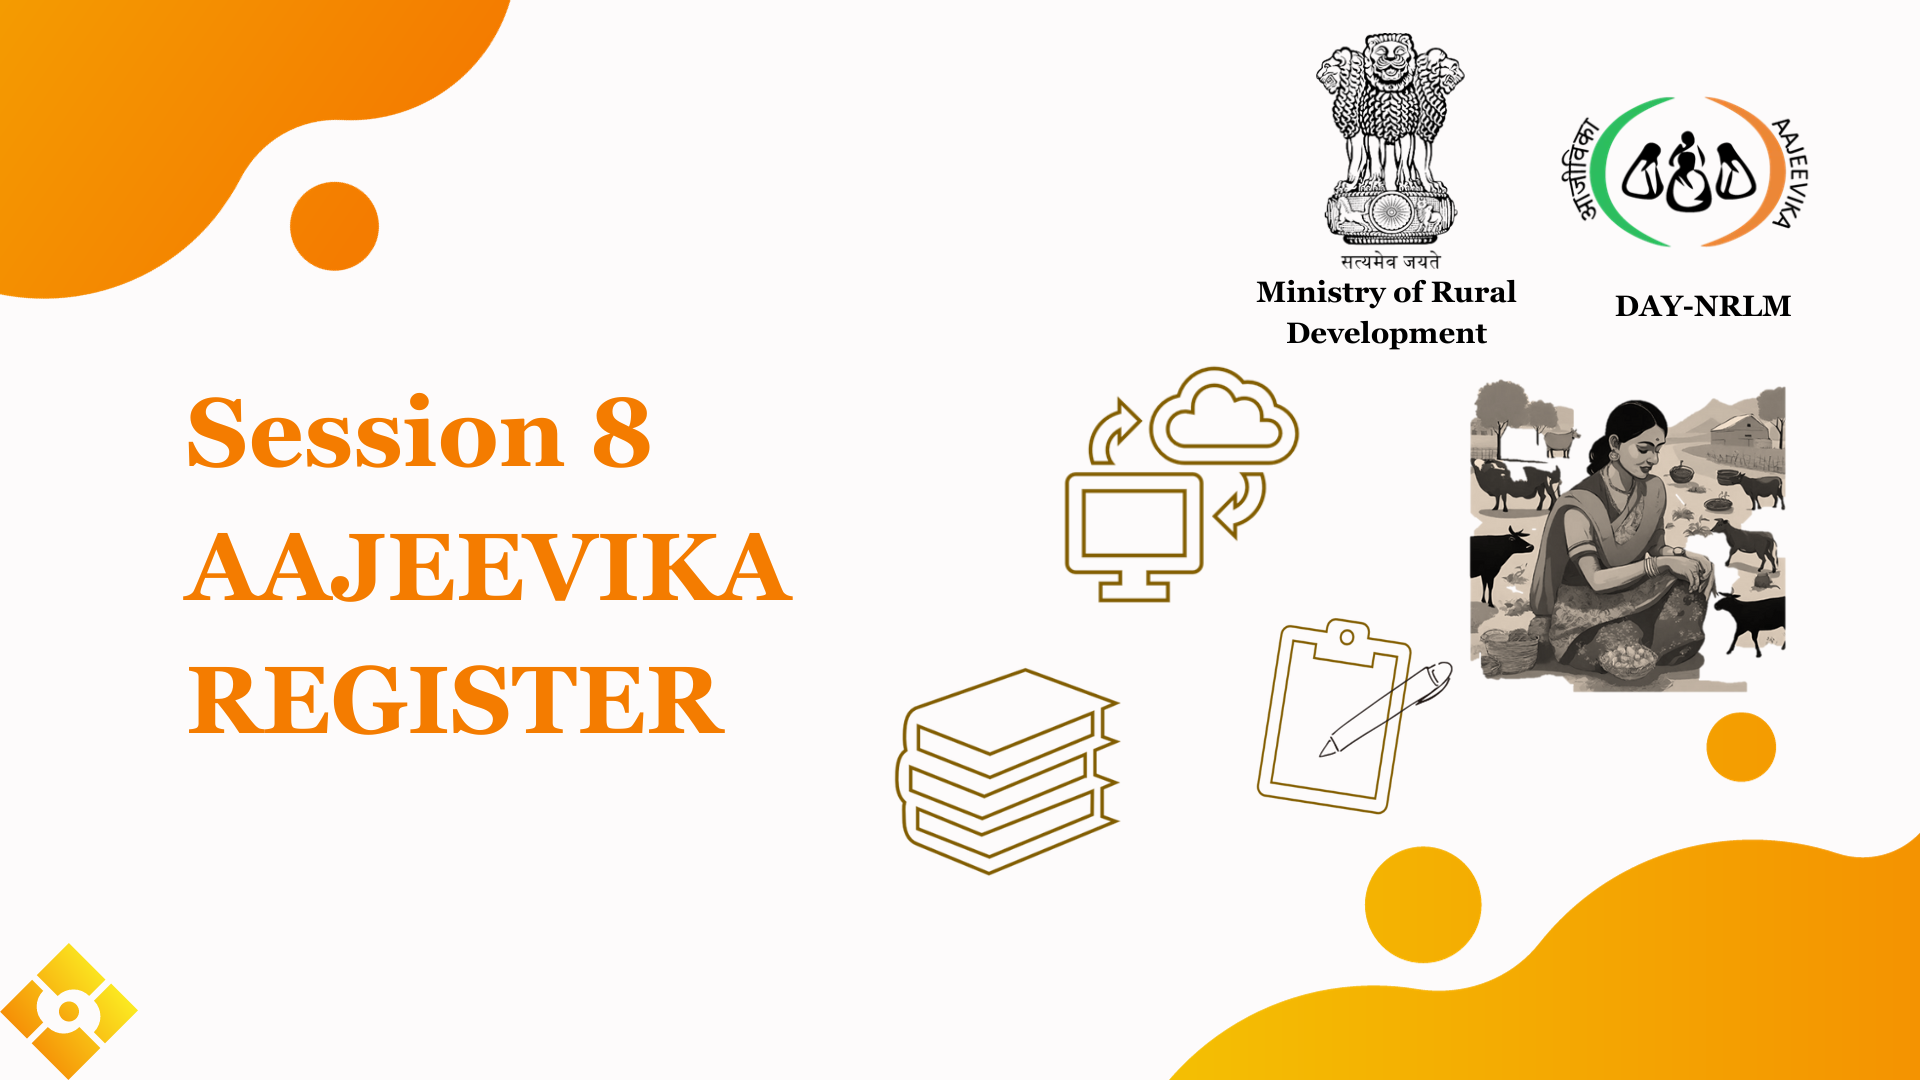 सत्यमेव जयते
Ministry of Rural
Development
आजीविका
AAJEEVIKA
DAY-NRLM
Session 8
AAJEEVIKA
REGISTER